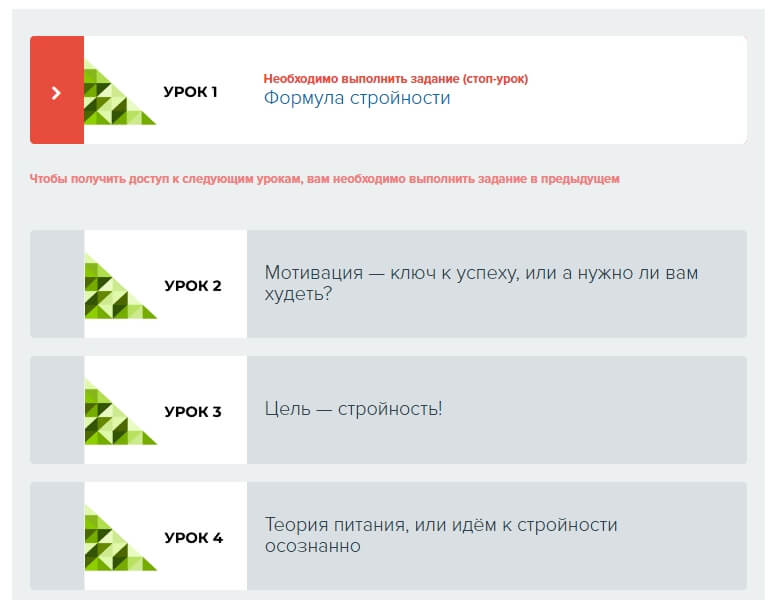 УРОК 1
Необходимо выполнить задание (стоп-урок)
Формула стройности
Чтобы получить доступ к следующим урокам, вам необходимо выполнить задание в предыдущем
УРОК 2
Мотивация — ключ к успеху, или а нужно ли вам
худеть?
УРОК 3
Цель — стройность!
УРОК 4
Теория питания, или идём к стройности
осознанно